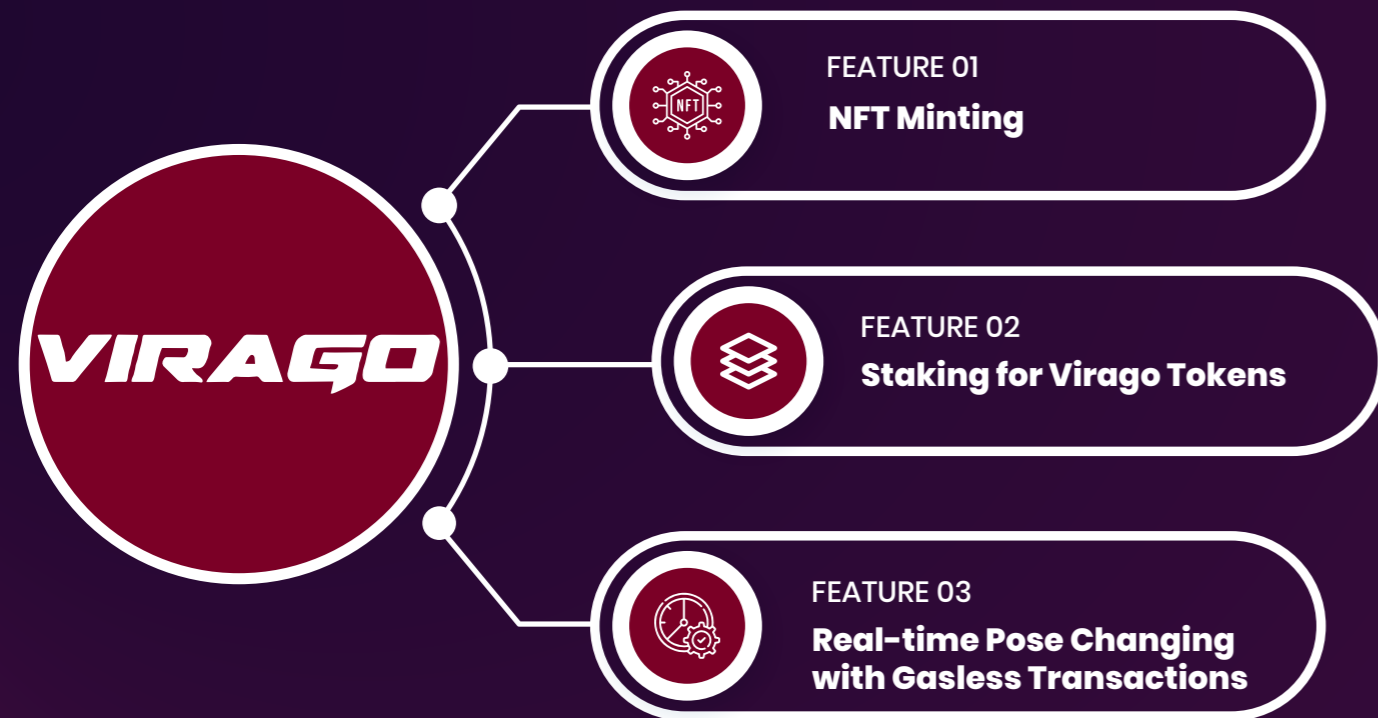 VIRAGO
NFT
FEATURE 01
NFT Minting
FEATURE 02
Staking for Virago Tokens
FEATURE 03
Real-time Pose Changing
with Gasless Transactions